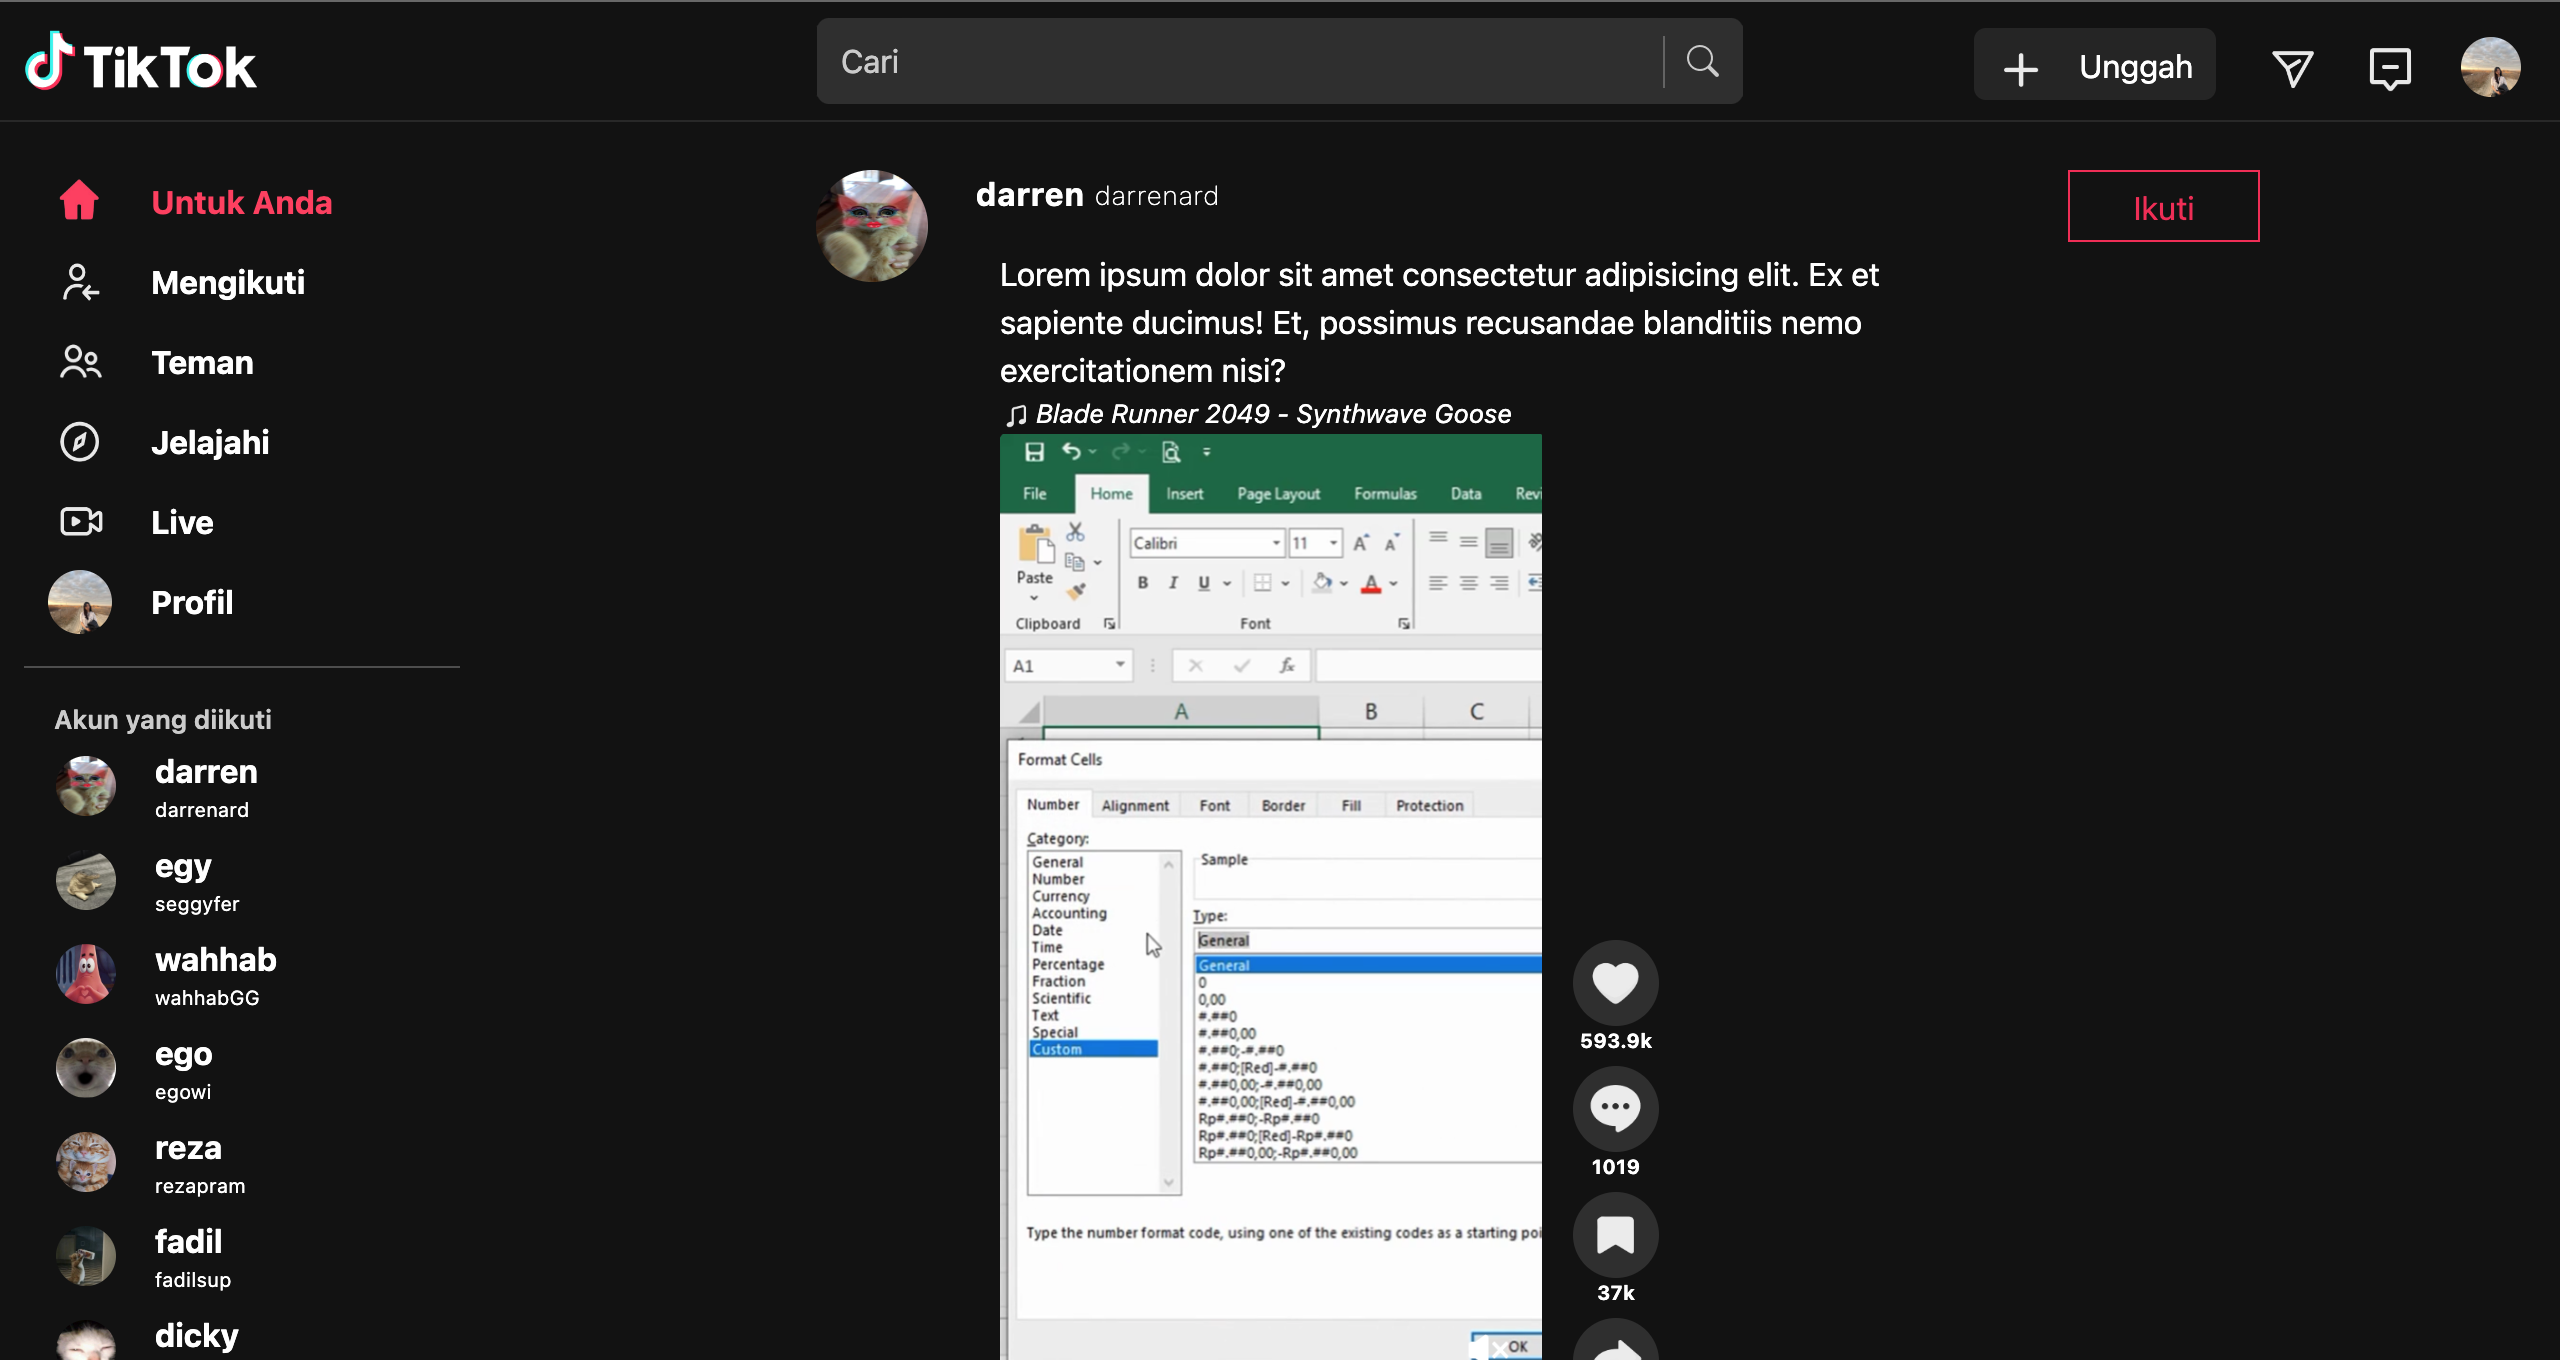 TikTok
Cari
Unggah
Untuk Anda
Mengikuti
Teman
Jelajahi
Live
Profil
Akun yang diikuti
darren
darrenard
egy
seggyfer
wahhab
wahhabGG
ego
egowi
reza
rezapram
fadil
fadilsup
dicky
darren darrenard
Ikuti
Lorem ipsum dolor sit amet consectetur adipisicing elit. Ex et
sapiente ducimus! Et, possimus recusandae blanditiis nemo
exercitationem nisi?
Blade Runner 2049 - Synthwave Goose
File Home Insert Page Layout Formulas Data
Calibri 11
Paste
B I U
Clipboard Font
A1 fx
A B C
Format Cells
Number Alignment Font Border Fill Protection
Category:
General
Number
Currency
Accounting
Date
Time
Percentage
Fraction
Scientific
Text
Special
Custom
Sample
Type:
General
General
0
0,00
#.##0
#.##0,00
#.##0;-#.##0
#.##0;[Red]-#.##0
#.##0,00;-#.##0,00
#.##0,00;[Red]-#.##0,00
Rp#.##0;-Rp#.##0
Rp#.##0;[Red]-Rp#.##0
Rp#.##0,00;-Rp#.##0,00
Type the number format code, using one of the existing codes as a starting
OK
593.9k
1019
37k